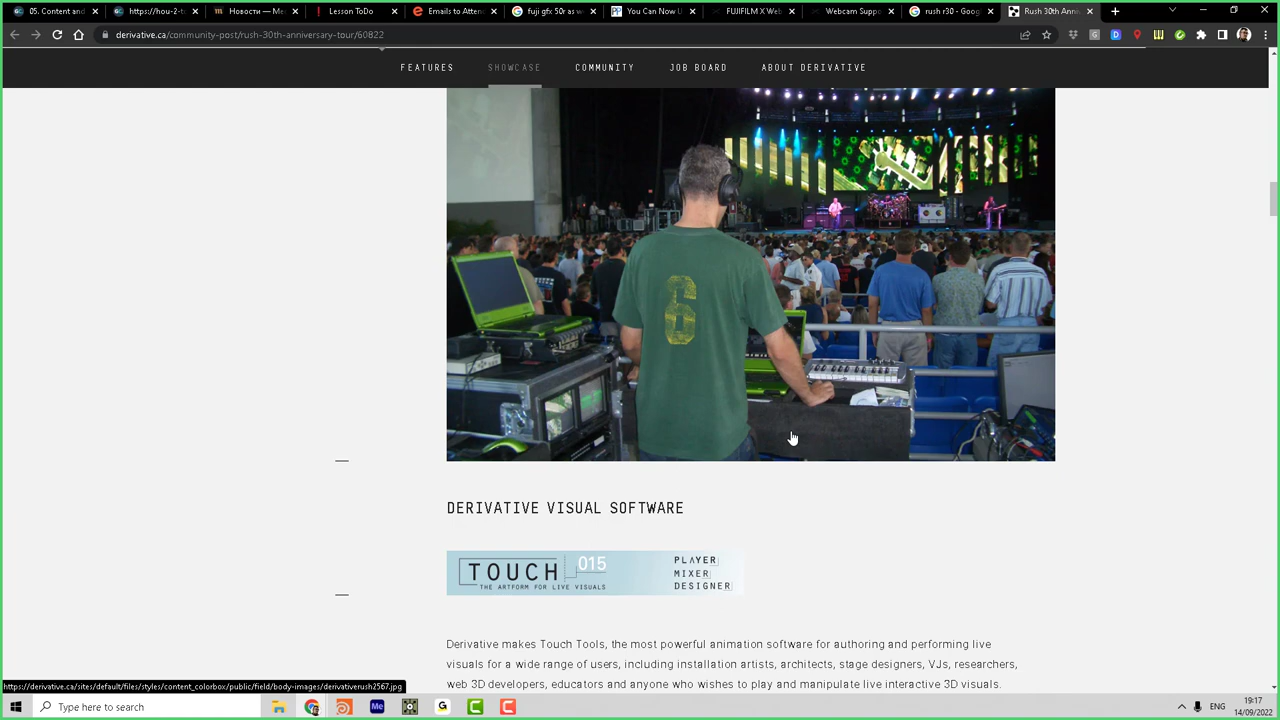 05. Content and
https://hou-2-t
Новости — Mec
Lesson ToDo
Emails to Atten
fuji gfx 50r as w
You Can Now U
FUJIFILM X Web
Webcam Suppo
rush r30 - Goog
Rush 30th Anni
derivative.ca/community-post/rush-30th-anniversary-tour/60822
FEATURES SHOWCASE COMMUNITY JOB BOARD ABOUT DERIVATIVE
6
DERIVATIVE VISUAL SOFTWARE
TOUCH 015
THE ARTFORM FOR LIVE VISUALS
PLAYER
MIXER
DESIGNER
Derivative makes Touch Tools, the most powerful animation software for authoring and performing live
visuals for a wide range of users, including installation artists, architects, stage designers, VJs, researchers,
web 3D developers, educators and anyone who wishes to play and manipulate live interactive 3D visuals.
https://derivative.ca/sites/default/files/styles/content_colorbox/public/field/body-images/derivativerush2567.jpg
Type here to search
Me
G
C
C
ENG
19:17
14/09/2022